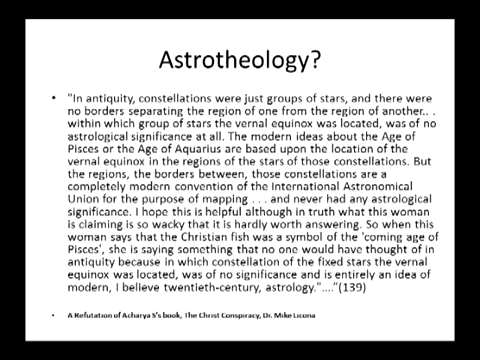 Astrotheology?
• "In antiquity, constellations were just groups of stars, and there were
no borders separating the region of one from the region of another.. .
within which group of stars the vernal equinox was located, was of no
astrological significance at all. The modern ideas about the Age of
Pisces or the Age of Aquarius are based upon the location of the
vernal equinox in the regions of the stars of those constellations. But
the regions, the borders between, those constellations are a
completely modern convention of the International Astronomical
Union for the purpose of mapping . . . and never had any astrological
significance. I hope this is helpful although in truth what this woman
is claiming is so wacky that it is hardly worth answering. So when this
woman says that the Christian fish was a symbol of the 'coming age of
Pisces', she is saying something that no one would have thought of in
antiquity because in which constellation of the fixed stars the vernal
equinox was located, was of no significance and is entirely an idea of
modern, I believe twentieth-century, astrology."...."(139)
• A Refutation of Acharya S's book, The Christ Conspiracy, Dr. Mike Licona